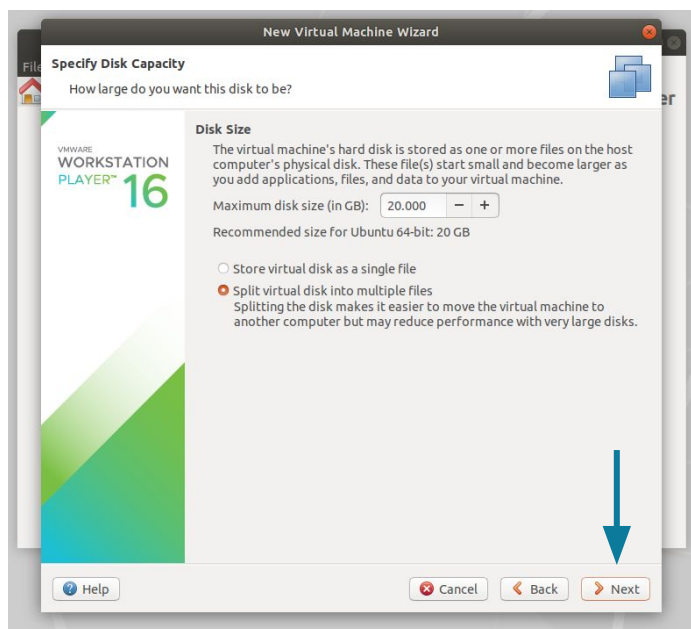 New Virtual Machine Wizard
File
Specify Disk Capacity
How large do you want this disk to be?
er
VMWARE
WORKSTATION
PLAYER™ 16
Disk Size
The virtual machine's hard disk is stored as one or more files on the host
computer's physical disk. These file(s) start small and become larger as
you add applications, files, and data to your virtual machine.
Maximum disk size (in GB): 20.000 − +
Recommended size for Ubuntu 64-bit: 20 GB
Store virtual disk as a single file
Split virtual disk into multiple files
Splitting the disk makes it easier to move the virtual machine to
another computer but may reduce performance with very large disks.
Help
Cancel
Back
Next